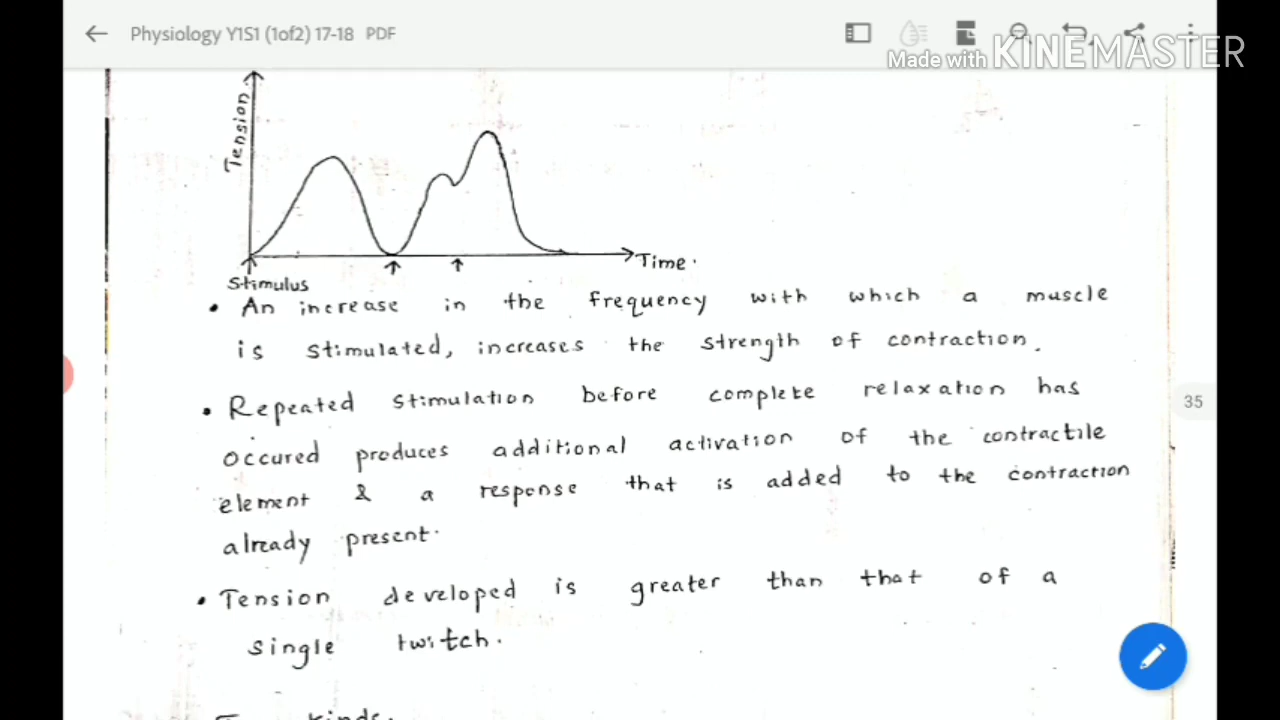 Physiology Y1S1 (1of2) 17-18 PDF
Made with KINEMASTER
Tension
Time.
Stimulus
• An increase in the frequency with which a muscle
is stimulated, increases the strength of contraction.
• Repeated stimulation before complete relaxation has
occured produces additional activation of the contractile
element & a response that is added to the contraction
already present.
35
• Tension developed is greater than that of a
single twitch.
kinds.